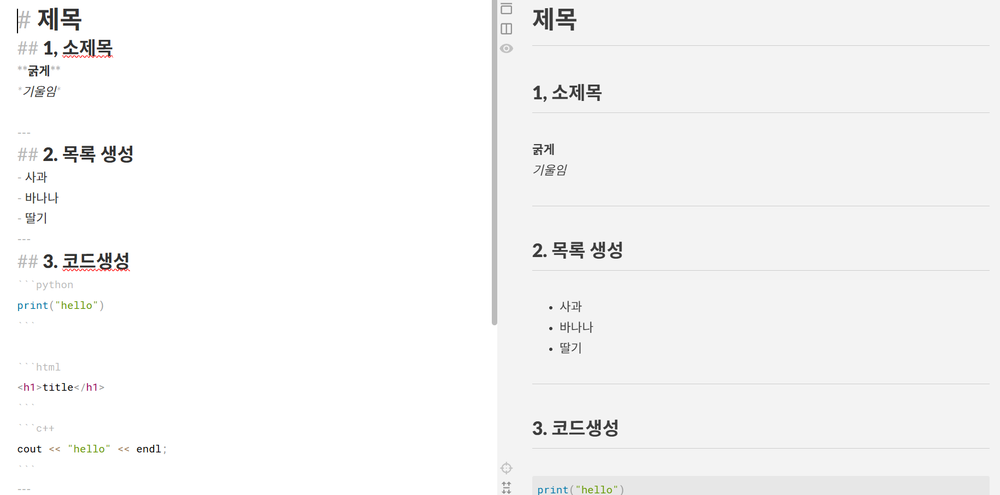 # 제목
## 1, 소제목
**굵게**
*기울임*
---
## 2. 목록 생성
- 사과
- 바나나
- 딸기
---
## 3. 코드생성
```python
print("hello")
```
```html
<h1>title</h1>
```
```c++
cout << "hello" << endl;
```
---
제목
1, 소제목
굵게
기울임
2. 목록 생성
• 사과
• 바나나
• 딸기
3. 코드생성
print("hello")